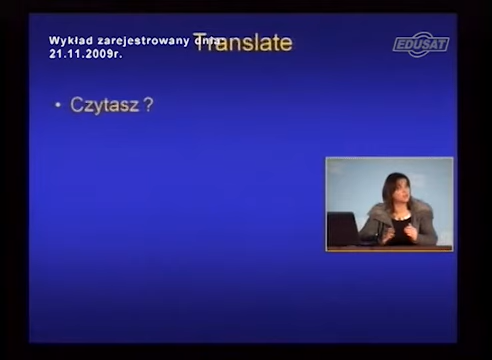 Translate
Wykład zarejestrowany dnia:
21.11.2009r.
EDUSAT
• Czytasz ?